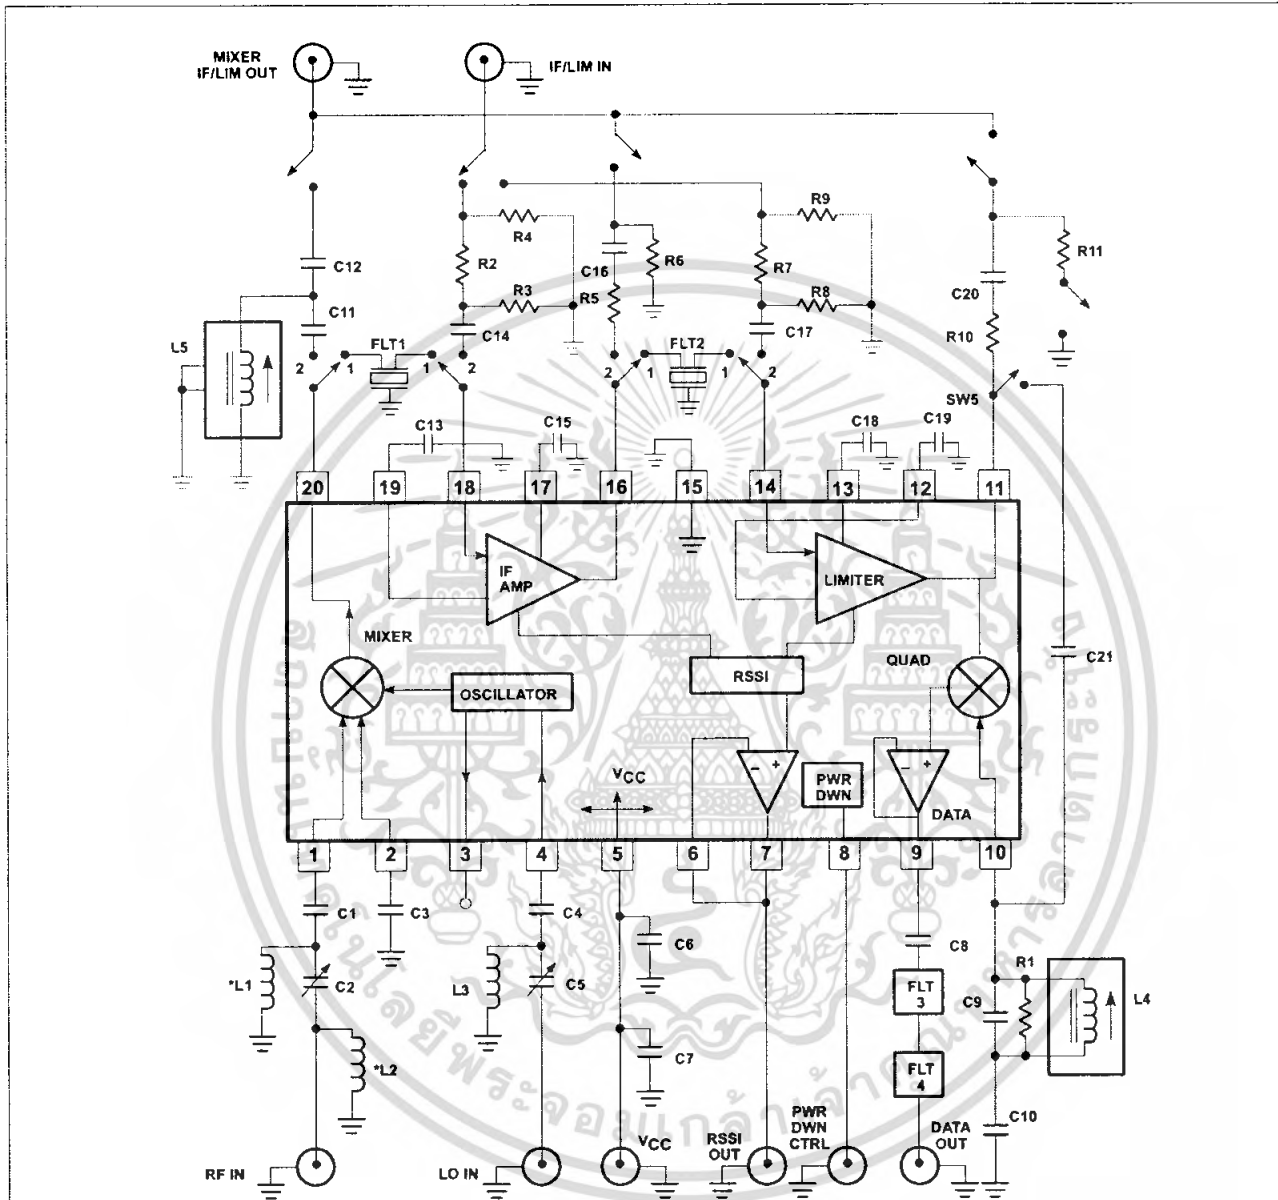 MIXER
IF/LIM OUT
IF/LIM IN
R9
R4
R11
R2
R6
R7
C12
C16
C20
R3
R5
R8
C11
C14
C17
R10
L5
FLT1
FLT2
2
1
1
2
2
1
1
2
SW5
C13
C15
C18
C19
20
19
18
17
16
15
14
13
12
11
IF
AMP
LIMITER
MIXER
QUAD
C21
RSSI
OSCILLATOR
VCC
− +
PWR
DWN
− +
DATA
1
2
3
4
5
6
7
8
9
10
C1
C3
C4
C6
C8
R1
*L1
C2
L3
C5
FLT
3
C9
L4
C7
*L2
FLT
4
C10
RF IN
LO IN
VCC
RSSI
OUT
PWR
DWN
CTRL
DATA
OUT